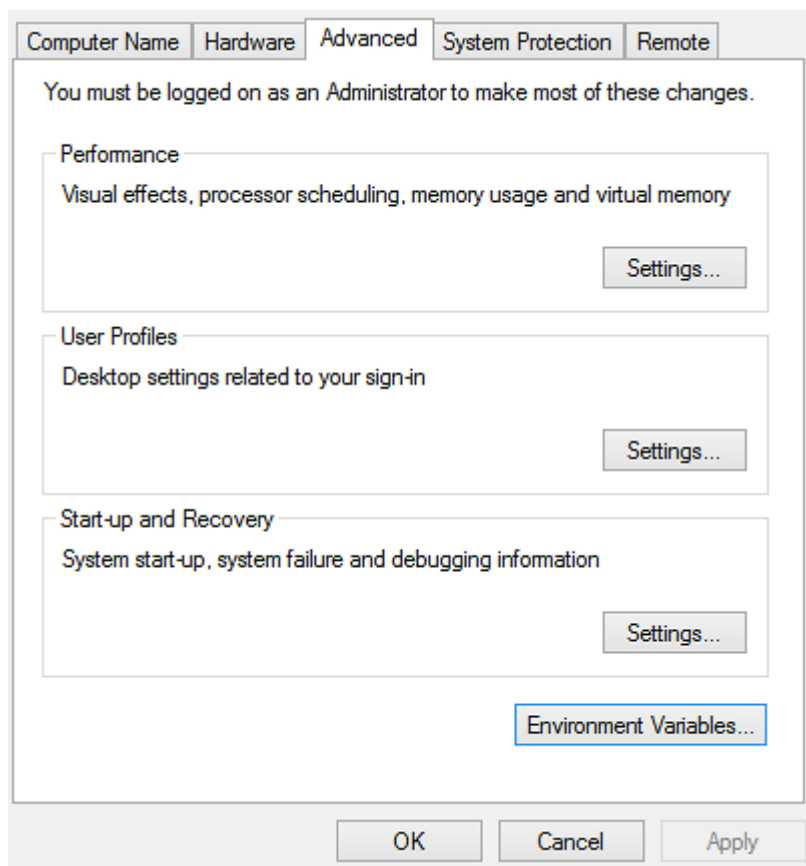 Computer Name Hardware Advanced System Protection Remote
You must be logged on as an Administrator to make most of these changes.
Performance
Visual effects, processor scheduling, memory usage and virtual memory
Settings...
User Profiles
Desktop settings related to your sign-in
Settings...
Start-up and Recovery
System start-up, system failure and debugging information
Settings...
Environment Variables...
OK Cancel Apply